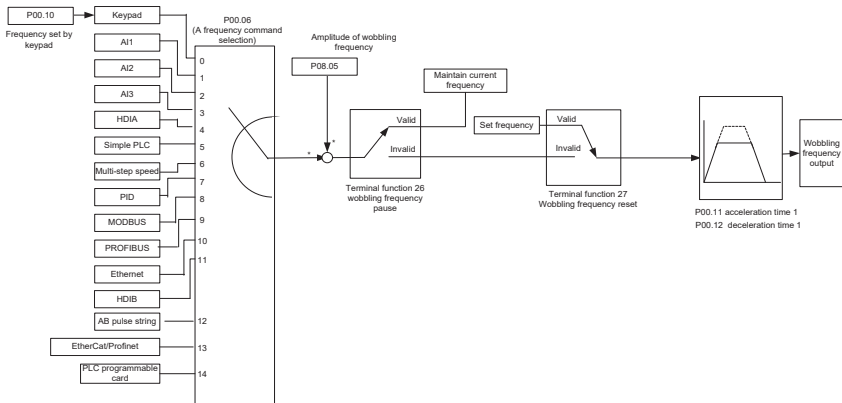 P00.10
Frequency set by
keypad
Keypad
AI1
AI2
AI3
HDIA
Simple PLC
Multi-step speed
PID
MODBUS
PROFIBUS
Ethernet
HDIB
AB pulse string
EtherCat/Profinet
PLC programmable
card
P00.06
(A frequency command
selection)
0
1
2
3
4
5
6
7
8
9
10
11
12
13
14
Amplitude of wobbling
frequency
P08.05
*
*
Valid
Invalid
Terminal function 26
wobbling frequency
pause
Maintain current
frequency
Set frequency
Valid
Invalid
Terminal function 27
Wobbling frequency reset
P00.11 acceleration time 1
P00.12 deceleration time 1
Wobbling
frequency
output